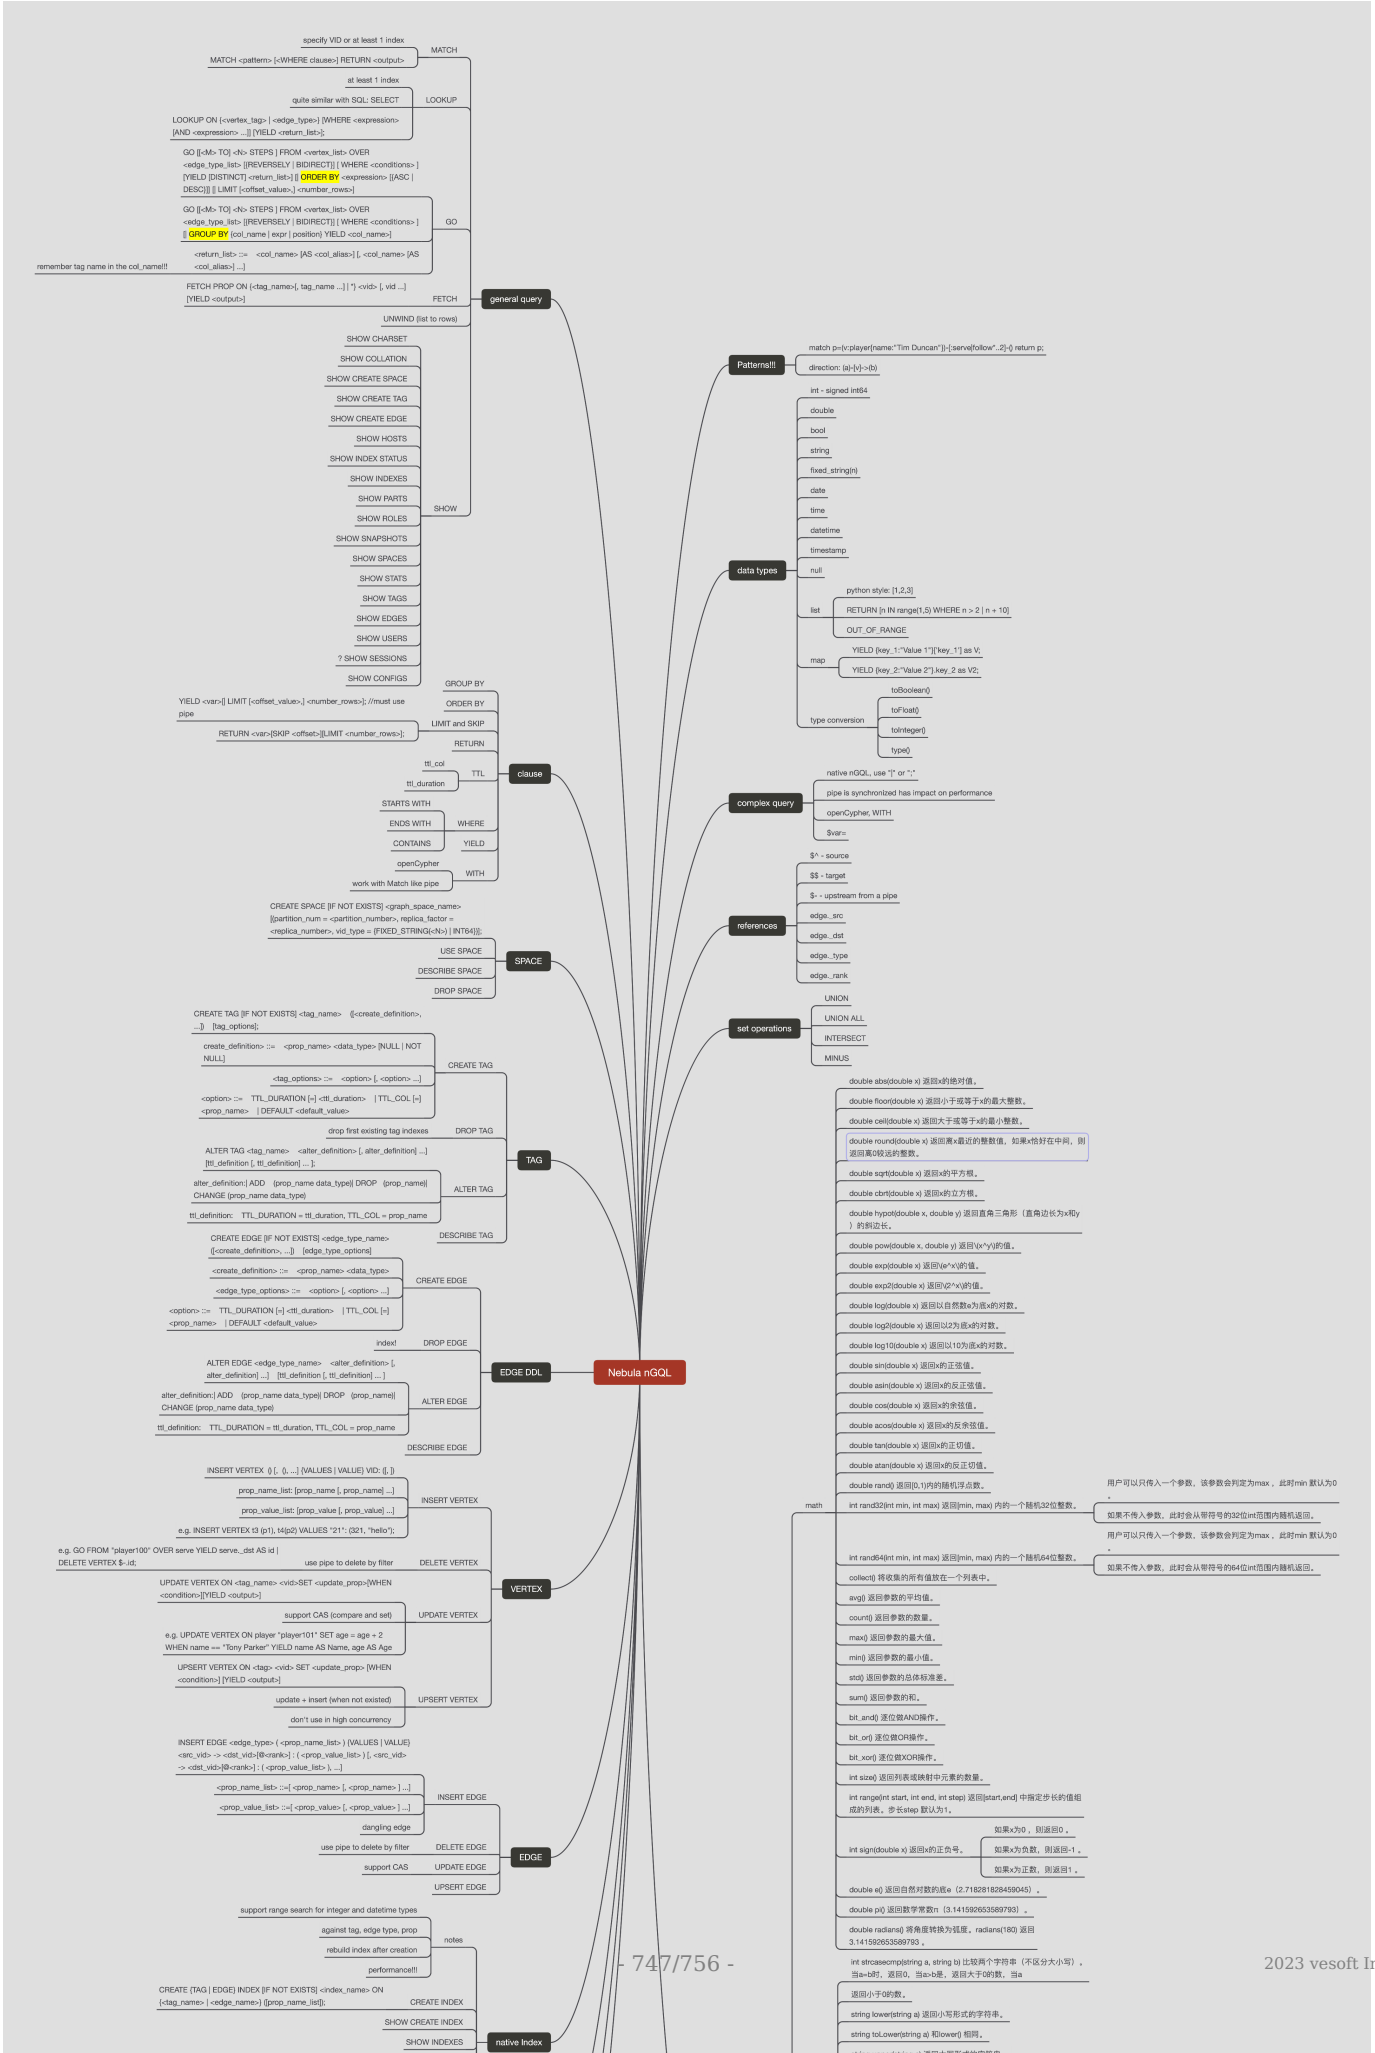 specify VID or at least 1 index
MATCH
MATCH <pattern> [<WHERE clause>] RETURN <output>
at least 1 index
quite similar with SQL: SELECT
LOOKUP
LOOKUP ON {<vertex_tag> | <edge_type>} [WHERE <expression>
[AND <expression> ...]] [YIELD <return_list>];
GO [[<M> TO] <N> STEPS ] FROM <vertex_list> OVER
<edge_type_list> [{REVERSELY | BIDIRECT}] [ WHERE <conditions> ]
[YIELD [DISTINCT] <return_list>] [| ORDER BY <expression> [{ASC |
DESC}]] [| LIMIT [<offset_value>,] <number_rows>]
GO [[<M> TO] <N> STEPS ] FROM <vertex_list> OVER
<edge_type_list> [{REVERSELY | BIDIRECT}] [ WHERE <conditions> ]
[| GROUP BY {col_name | expr | position} YIELD <col_name>]
GO
<return_list> ::= <col_name> [AS <col_alias>] [, <col_name> [AS
<col_alias>] ...]
remember tag name in the col_name!!!
FETCH PROP ON {<tag_name>[, tag_name ...] | *} <vid> [, vid ...]
[YIELD <output>]
FETCH
general query
UNWIND (list to rows)
SHOW CHARSET
SHOW COLLATION
SHOW CREATE SPACE
SHOW CREATE TAG
SHOW CREATE EDGE
SHOW HOSTS
SHOW INDEX STATUS
SHOW INDEXES
SHOW PARTS
SHOW ROLES
SHOW
SHOW SNAPSHOTS
SHOW SPACES
SHOW STATS
SHOW TAGS
SHOW EDGES
SHOW USERS
? SHOW SESSIONS
SHOW CONFIGS
GROUP BY
ORDER BY
YIELD <var>[| LIMIT [<offset_value>,] <number_rows>]; //must use
pipe
LIMIT and SKIP
RETURN <var>[SKIP <offset>][LIMIT <number_rows>];
RETURN
ttl_col
TTL
ttl_duration
clause
STARTS WITH
ENDS WITH
WHERE
CONTAINS
YIELD
openCypher
WITH
work with Match like pipe
CREATE SPACE [IF NOT EXISTS] <graph_space_name>
[(partition_num = <partition_number>, replica_factor =
<replica_number>, vid_type = {FIXED_STRING(<N>) | INT64})];
USE SPACE
SPACE
DESCRIBE SPACE
DROP SPACE
CREATE TAG [IF NOT EXISTS] <tag_name> ([<create_definition>,
...]) [tag_options];
create_definition> ::= <prop_name> <data_type> [NULL | NOT
NULL]
CREATE TAG
<tag_options> ::= <option> [, <option> ...]
<option> ::= TTL_DURATION [=] <ttl_duration> | TTL_COL [=]
<prop_name> | DEFAULT <default_value>
drop first existing tag indexes
DROP TAG
ALTER TAG <tag_name> <alter_definition> [, alter_definition] ...]
[ttl_definition [, ttl_definition] ... ];
TAG
alter_definition:| ADD (prop_name data_type)| DROP (prop_name)|
CHANGE (prop_name data_type)
ALTER TAG
ttl_definition: TTL_DURATION = ttl_duration, TTL_COL = prop_name
DESCRIBE TAG
CREATE EDGE [IF NOT EXISTS] <edge_type_name>
([<create_definition>, ...]) [edge_type_options]
<create_definition> ::= <prop_name> <data_type>
CREATE EDGE
<edge_type_options> ::= <option> [, <option> ...]
<option> ::= TTL_DURATION [=] <ttl_duration> | TTL_COL [=]
<prop_name> | DEFAULT <default_value>
index!
DROP EDGE
ALTER EDGE <edge_type_name> <alter_definition> [,
alter_definition] ...] [ttl_definition [, ttl_definition] ... ]
EDGE DDL
alter_definition:| ADD (prop_name data_type)| DROP (prop_name)|
CHANGE (prop_name data_type)
ALTER EDGE
ttl_definition: TTL_DURATION = ttl_duration, TTL_COL = prop_name
DESCRIBE EDGE
Nebula nGQL
INSERT VERTEX () [, (), ...] {VALUES | VALUE} VID: ([, ])
prop_name_list: [prop_name [, prop_name] ...]
INSERT VERTEX
prop_value_list: [prop_value [, prop_value] ...]
e.g. INSERT VERTEX t3 (p1), t4(p2) VALUES "21": (321, "hello");
e.g. GO FROM "player100" OVER serve YIELD serve._dst AS id |
DELETE VERTEX $-.id;
use pipe to delete by filter
DELETE VERTEX
UPDATE VERTEX ON <tag_name> <vid>SET <update_prop>[WHEN
<condition>][YIELD <output>]
VERTEX
support CAS (compare and set)
UPDATE VERTEX
e.g. UPDATE VERTEX ON player "player101" SET age = age + 2
WHEN name == "Tony Parker" YIELD name AS Name, age AS Age
UPSERT VERTEX ON <tag> <vid> SET <update_prop> [WHEN
<condition>] [YIELD <output>]
update + insert (when not existed)
UPSERT VERTEX
don't use in high concurrency
INSERT EDGE <edge_type> ( <prop_name_list> ) {VALUES | VALUE}
<src_vid> -> <dst_vid>[@<rank>] : ( <prop_value_list> ) [, <src_vid>
-> <dst_vid>[@<rank>] : ( <prop_value_list> ), ...]
<prop_name_list> ::=[ <prop_name> [, <prop_name> ] ...]
INSERT EDGE
<prop_value_list> ::=[ <prop_value> [, <prop_value> ] ...]
dangling edge
use pipe to delete by filter
DELETE EDGE
EDGE
support CAS
UPDATE EDGE
UPSERT EDGE
support range search for integer and datetime types
against tag, edge type, prop
notes
rebuild index after creation
performance!!!
CREATE {TAG | EDGE} INDEX [IF NOT EXISTS] <index_name> ON
{<tag_name> | <edge_name>} ([prop_name_list]);
CREATE INDEX
SHOW CREATE INDEX
SHOW INDEXES
native Index
Patterns!!!
match p=(v:player{name:"Tim Duncan"})-[:serve|follow*..2]-() return p;
direction: (a)-[v]->(b)
int - signed int64
double
bool
string
fixed_string(n)
date
time
datetime
timestamp
data types
null
python style: [1,2,3]
list
RETURN [n IN range(1,5) WHERE n > 2 | n + 10]
OUT_OF_RANGE
YIELD {key_1:"Value 1"}['key_1'] as V;
map
YIELD {key_2:"Value 2"}.key_2 as V2;
toBoolean()
toFloat()
type conversion
toInteger()
type()
native nGQL, use "|" or ";"
pipe is synchronized has impact on performance
complex query
openCypher, WITH
$var=
$^ - source
$$ - target
$- - upstream from a pipe
edge._src
references
edge._dst
edge._type
edge._rank
UNION
UNION ALL
set operations
INTERSECT
MINUS
double abs(double x) 返回x的绝对值。
double floor(double x) 返回小于或等于x的最大整数。
double ceil(double x) 返回大于或等于x的最小整数。
double round(double x) 返回离x最近的整数值，如果x恰好在中间，则
返回离0较远的整数。
double sqrt(double x) 返回x的平方根。
double cbrt(double x) 返回x的立方根。
double hypot(double x, double y) 返回直角三角形（直角边长为x和y
）的斜边长。
double pow(double x, double y) 返回\(x^y\)的值。
double exp(double x) 返回\(e^x\)的值。
double exp2(double x) 返回\(2^x\)的值。
double log(double x) 返回以自然数e为底x的对数。
double log2(double x) 返回以2为底x的对数。
double log10(double x) 返回以10为底x的对数。
double sin(double x) 返回x的正弦值。
double asin(double x) 返回x的反正弦值。
double cos(double x) 返回x的余弦值。
double acos(double x) 返回x的反余弦值。
double tan(double x) 返回x的正切值。
double atan(double x) 返回x的反正切值。
double rand() 返回[0,1)内的随机浮点数。
math
int rand32(int min, int max) 返回[min, max) 内的一个随机32位整数。
用户可以只传入一个参数，该参数会判定为max ，此时min 默认为0
。
如果不传入参数，此时会从带符号的32位int范围内随机返回。
int rand64(int min, int max) 返回[min, max) 内的一个随机64位整数。
用户可以只传入一个参数，该参数会判定为max ，此时min 默认为0
。
如果不传入参数，此时会从带符号的64位int范围内随机返回。
collect() 将收集的所有值放在一个列表中。
avg() 返回参数的平均值。
count() 返回参数的数量。
max() 返回参数的最大值。
min() 返回参数的最小值。
std() 返回参数的总体标准差。
sum() 返回参数的和。
bit_and() 逐位做AND操作。
bit_or() 逐位做OR操作。
bit_xor() 逐位做XOR操作。
int size() 返回列表或映射中元素的数量。
int range(int start, int end, int step) 返回[start,end] 中指定步长的值组
成的列表。步长step 默认为1。
int sign(double x) 返回x的正负号。
如果x为0 ，则返回0 。
如果x为负数，则返回-1 。
如果x为正数，则返回1 。
double e() 返回自然对数的底e（2.718281828459045）。
double pi() 返回数学常数π（3.141592653589793）。
double radians() 将角度转换为弧度。radians(180) 返回
3.141592653589793 。
int strcasecmp(string a, string b) 比较两个字符串（不区分大小写），
当a=b时，返回0，当a>b是，返回大于0的数，当a
返回小于0的数。
string lower(string a) 返回小写形式的字符串。
string toLower(string a) 和lower() 相同。
- 747/756 -
2023 vesoft In